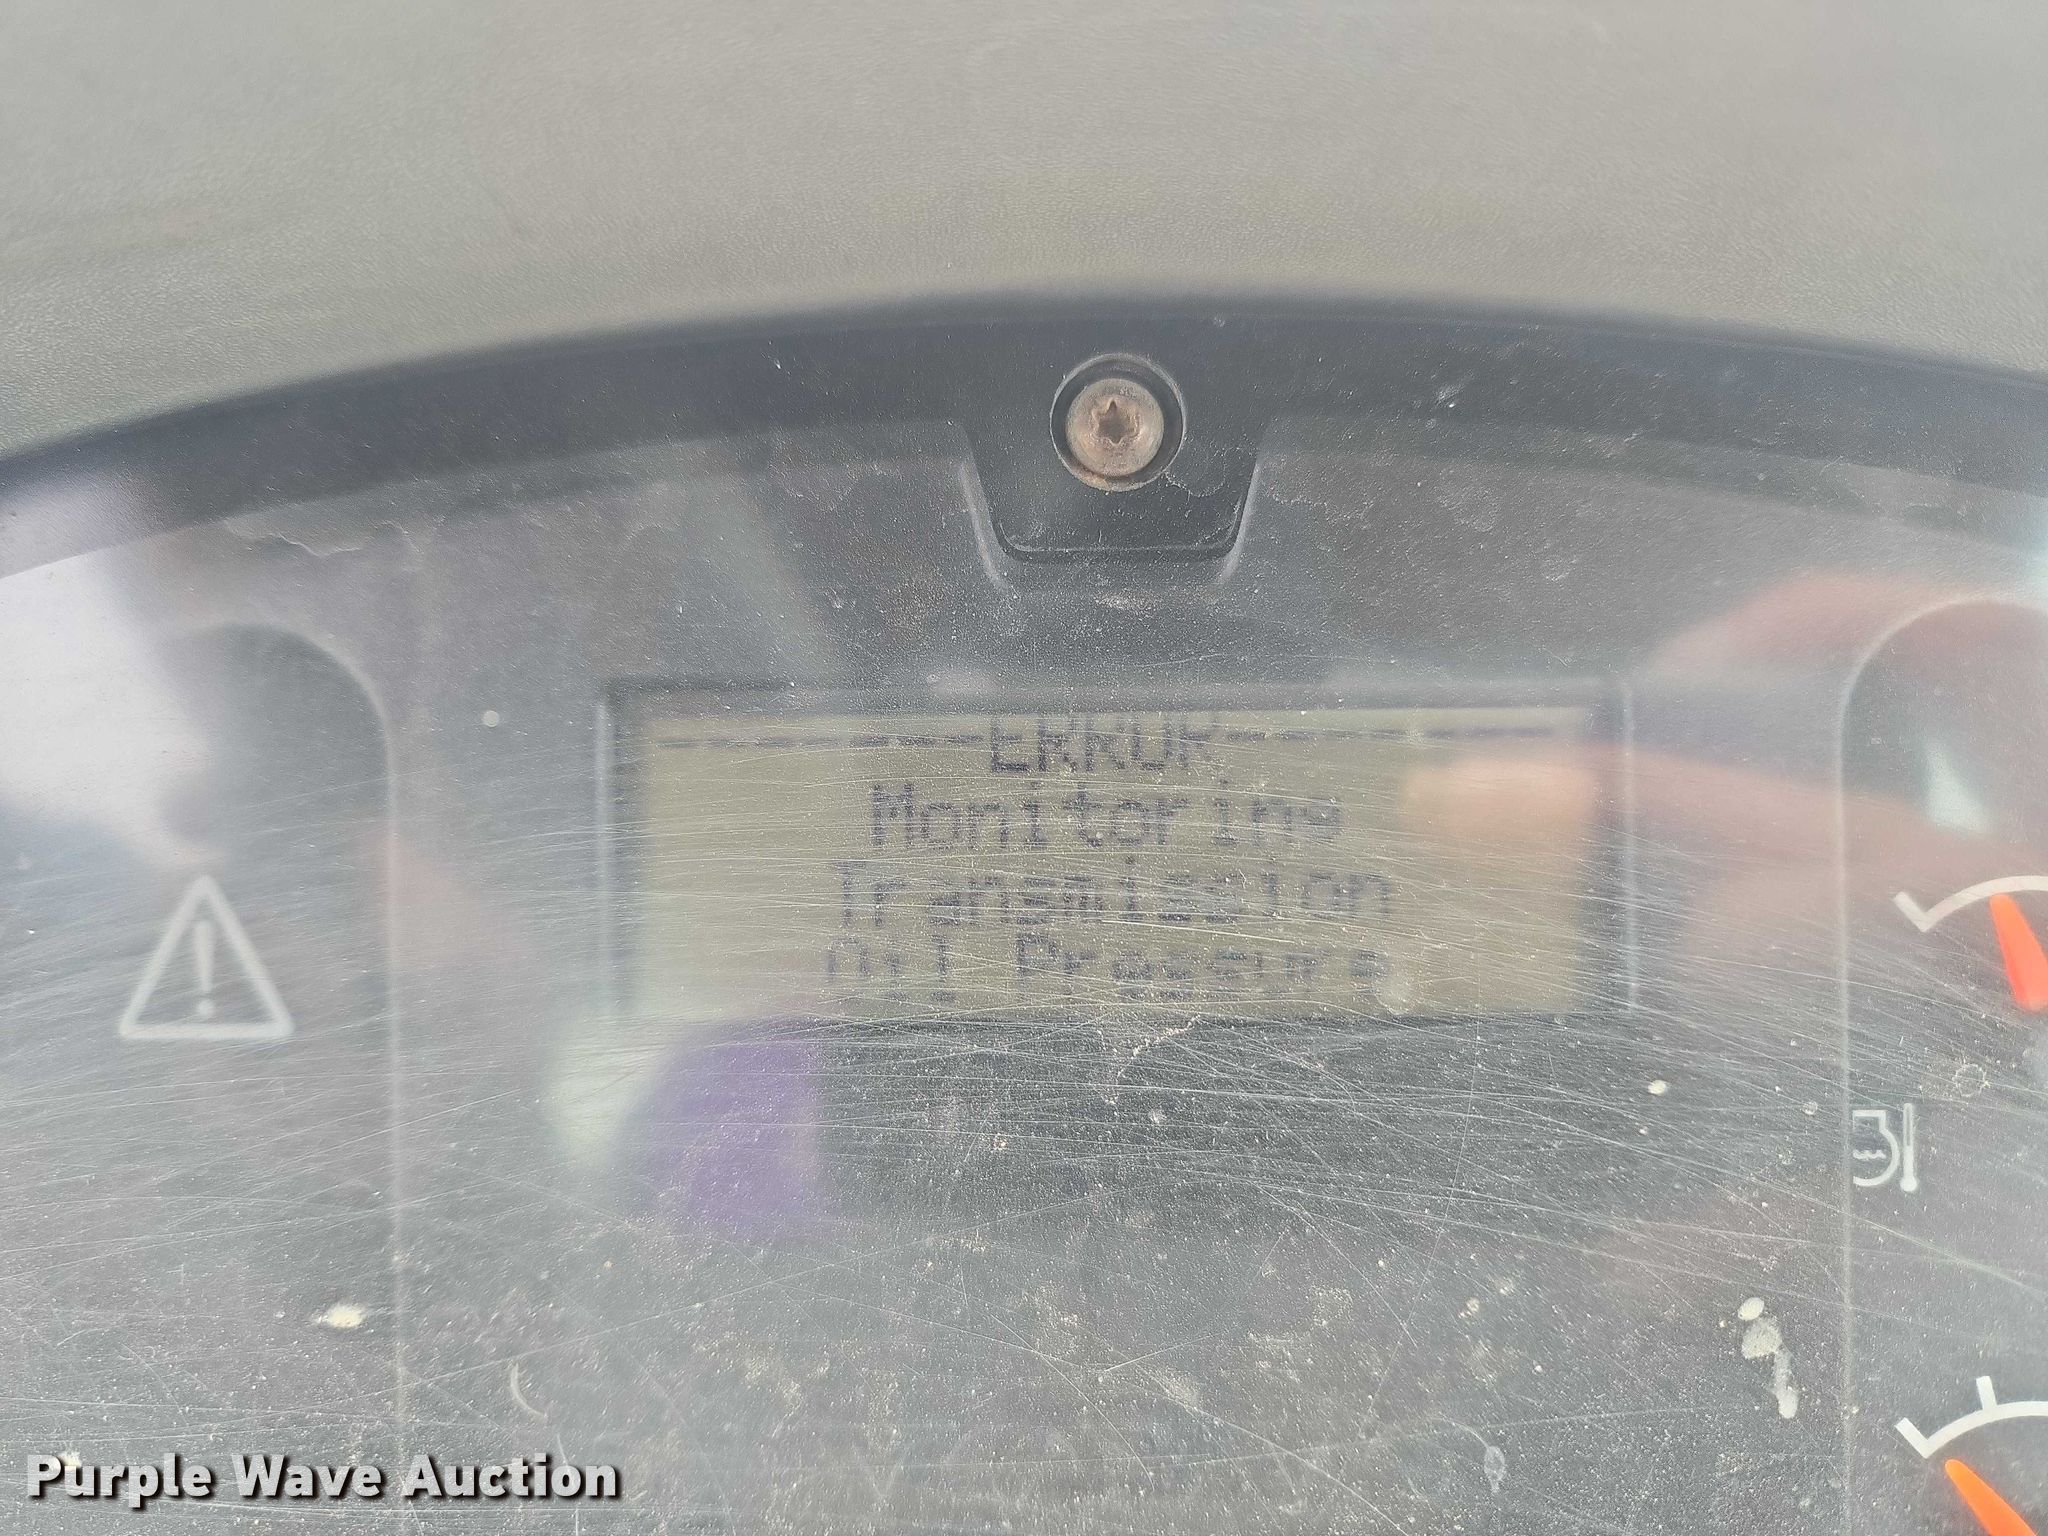 --------ERROR--------
Monitoring
Transmission
Oil Pressure
Purple Wave Auction